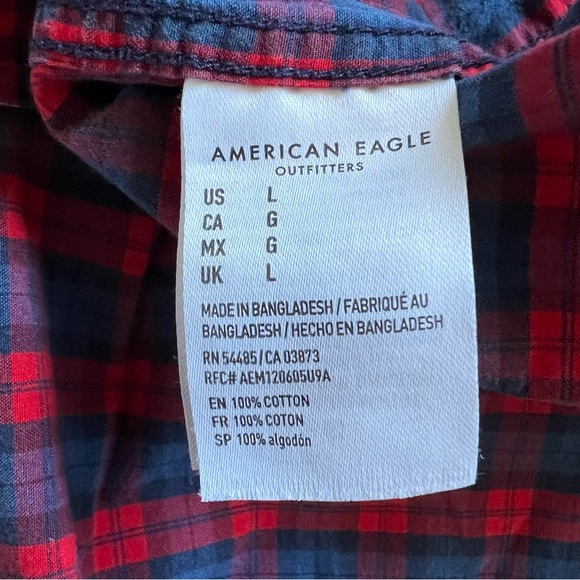 AMERICAN EAGLE
OUTFITTERS
US L
CA G
MX G
UK L
MADE IN BANGLADESH / FABRIQUÉ AU
BANGLADESH / HECHO EN BANGLADESH
RN 54485 / CA 03873
RFC# AEM120605U9A
EN 100% COTTON
FR 100% COTON
SP 100% algodón